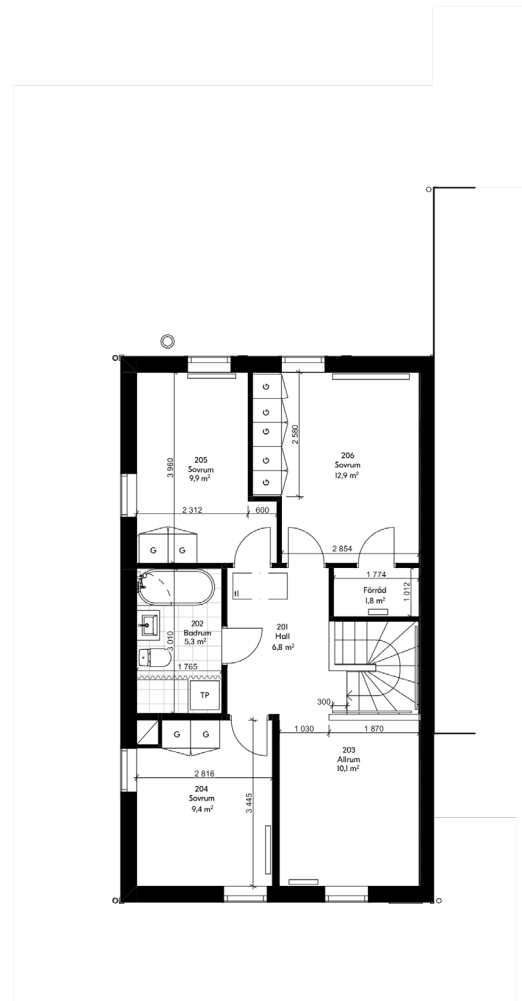 G
G
G
G
G
2 580
3 960
205
Sovrum
9,9 m²
206
Sovrum
12,9 m²
2 312
600
G
G
2 854
1 774
Förråd
1,8 m²
1 012
tl
202
Badrum
5,3 m²
3 010
1 765
201
Hall
6,8 m²
TP
300
G
G
1 030
1 870
203
Allrum
10,1 m²
2 816
204
Sovrum
9,4 m²
3 445